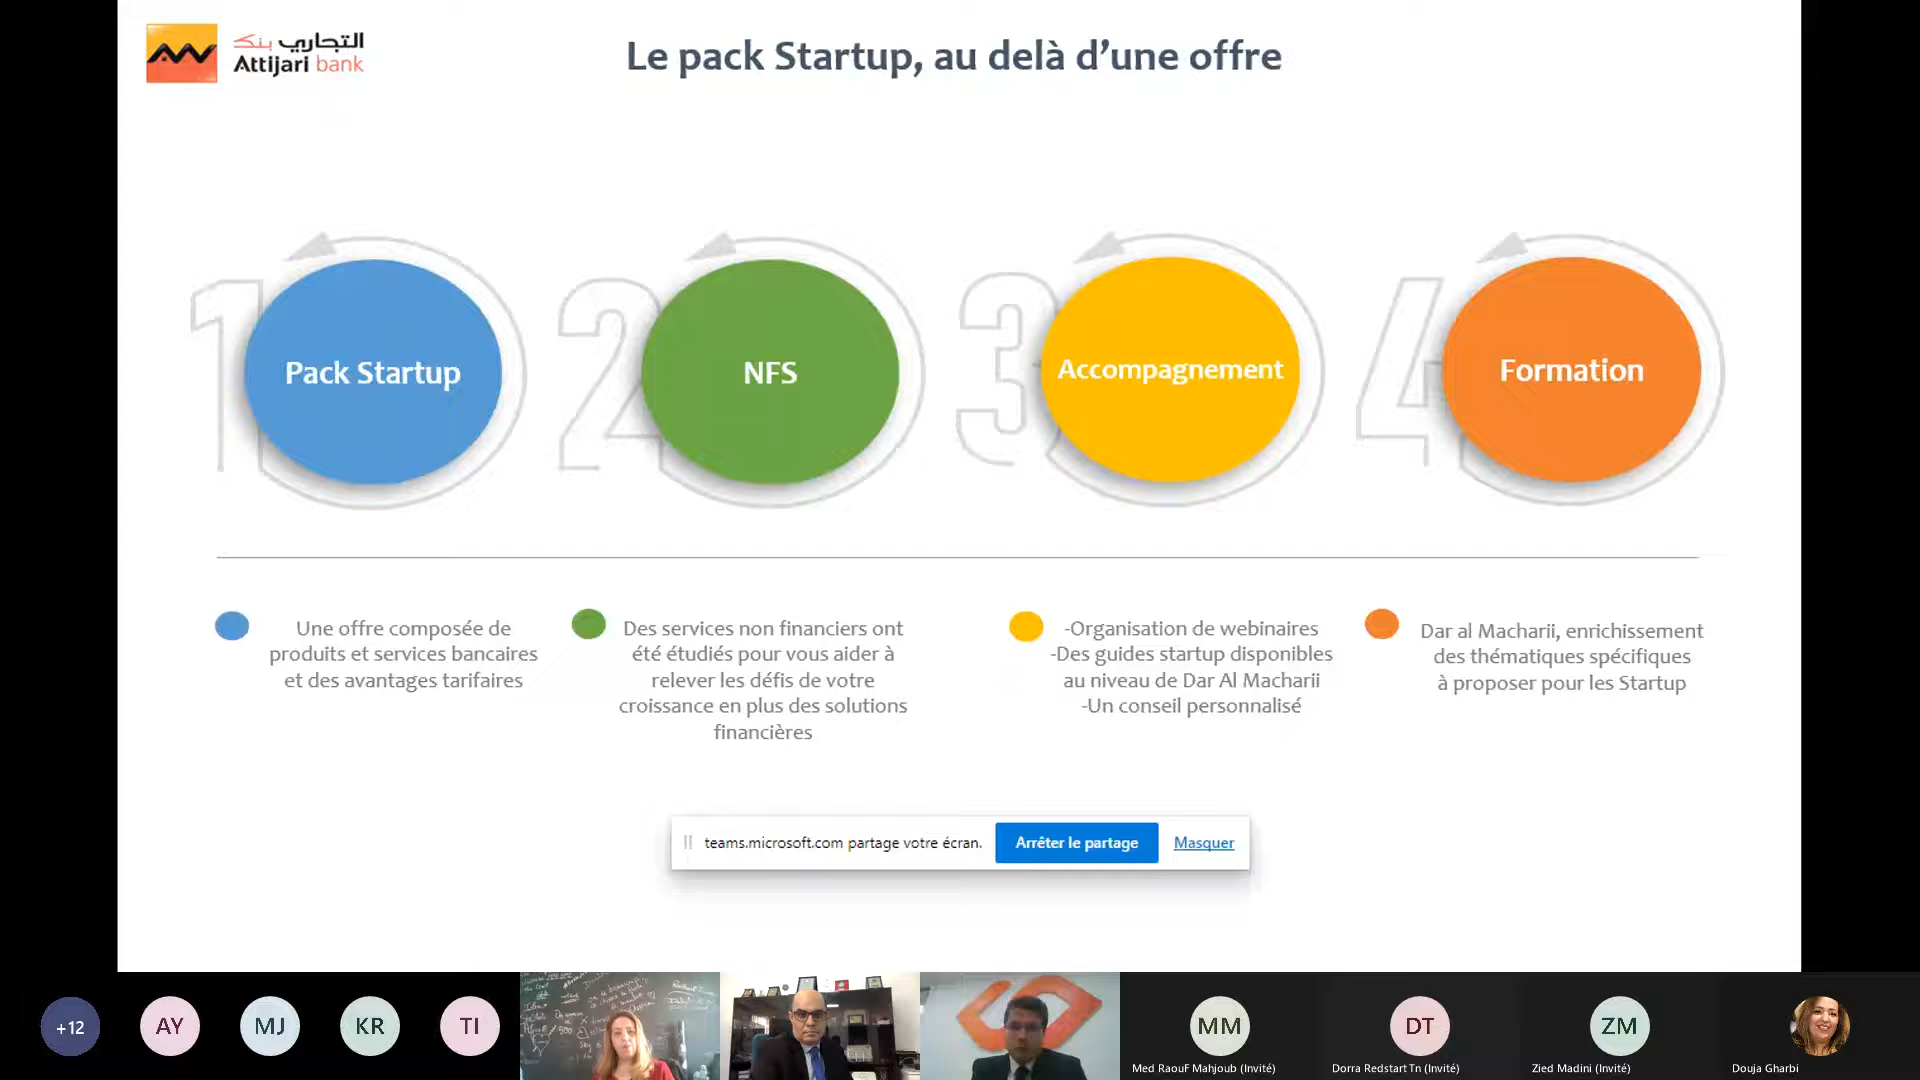 التجاري بنك
Attijari bank
Le pack Startup, au delà d’une offre
1
Pack Startup
2
NFS
3
Accompagnement
4
Formation
Une offre composée de
produits et services bancaires
et des avantages tarifaires
Des services non financiers ont
été étudiés pour vous aider à
relever les défis de votre
croissance en plus des solutions
financières
-Organisation de webinaires
-Des guides startup disponibles
au niveau de Dar Al Macharii
-Un conseil personnalisé
Dar al Macharii, enrichissement
des thématiques spécifiques
à proposer pour les Startup
teams.microsoft.com partage votre écran.
Arrêter le partage
Masquer
+12
AY
MJ
KR
TI
MM
Med RaouF Mahjoub (Invité)
DT
Dorra Redstart Tn (Invité)
ZM
Zied Madini (Invité)
Douja Gharbi